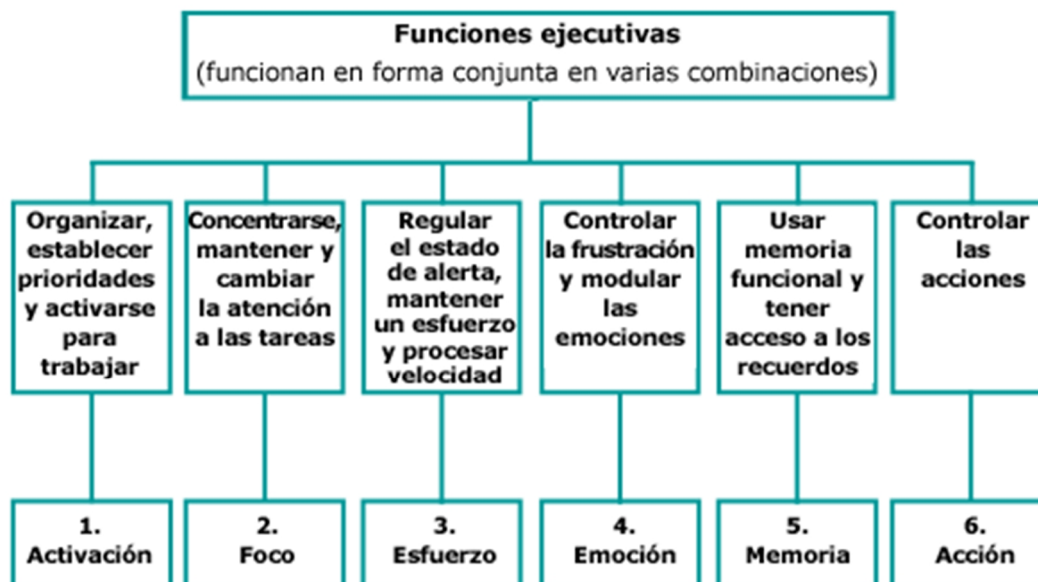 Funciones ejecutivas
(funcionan en forma conjunta en varias combinaciones)
Organizar,
establecer
prioridades
y activarse
para
trabajar
Concentrarse,
mantener y
cambiar
la atención
a las tareas
Regular
el estado
de alerta,
mantener
un esfuerzo
y procesar
velocidad
Controlar
la frustración
y modular
las
emociones
Usar
memoria
funcional y
tener
acceso a los
recuerdos
Controlar
las
acciones
1.
Activación
2.
Foco
3.
Esfuerzo
4.
Emoción
5.
Memoria
6.
Acción